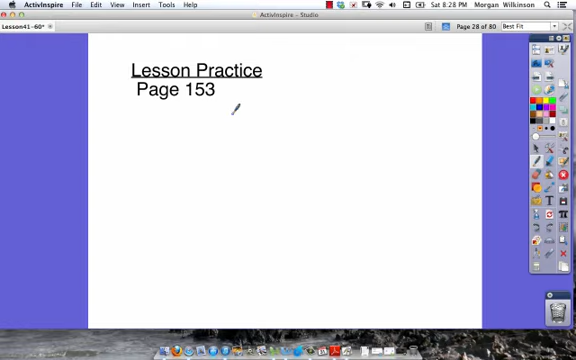 ActivInspire File Edit View Insert Tools Help Sat 8:28 PM Morgan Wilkinson
ActivInspire – Studio
Lesson41-60* Page 28 of 80 Best Fit
Lesson Practice
Page 153